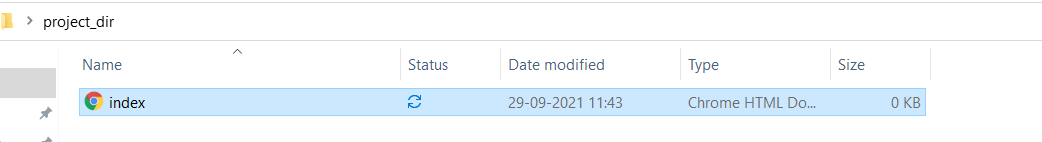 project_dir
Name Status Date modified Type Size
index 29-09-2021 11:43 Chrome HTML Do... 0 KB